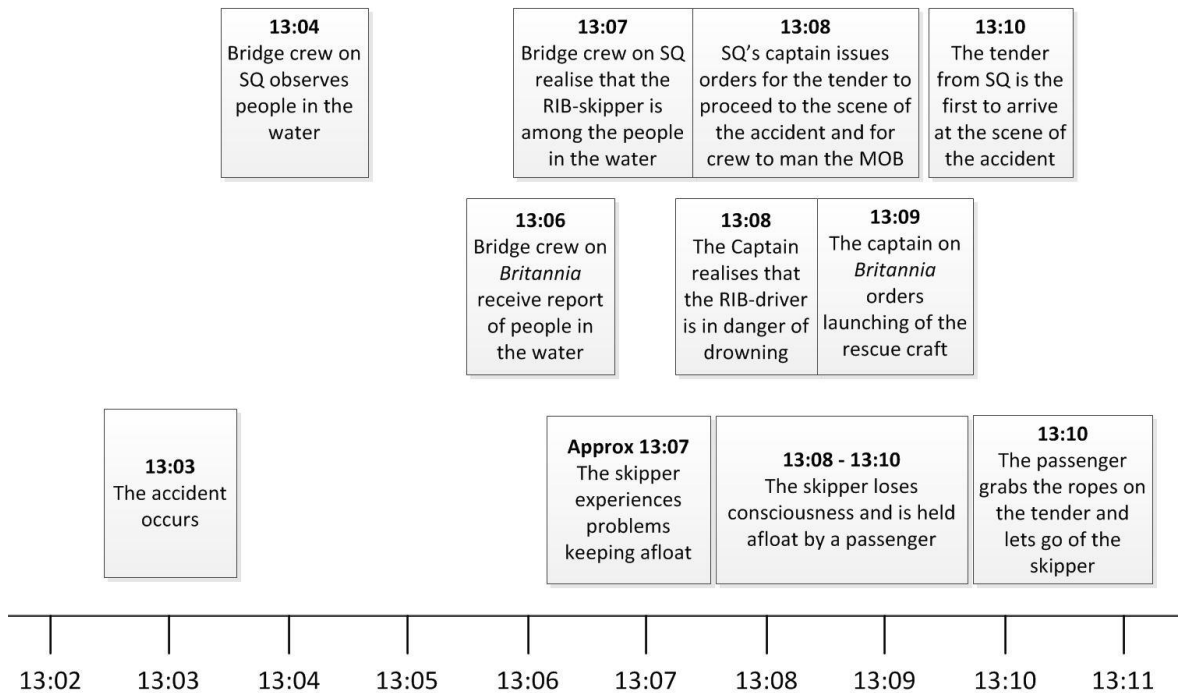 13:04
Bridge crew on
SQ observes
people in the
water
13:07
Bridge crew on SQ
realise that the
RIB-skipper is
among the people
in the water
13:08
SQ’s captain issues
orders for the tender to
proceed to the scene of
the accident and for
crew to man the MOB
13:10
The tender
from SQ is the
first to arrive
at the scene of
the accident
13:06
Bridge crew on
Britannia
receive report
of people in
the water
13:08
The Captain
realises that
the RIB-driver
is in danger of
drowning
13:09
The captain on
Britannia
orders
launching of the
rescue craft
13:03
The accident
occurs
Approx 13:07
The skipper
experiences
problems
keeping afloat
13:08 - 13:10
The skipper loses
consciousness and is held
afloat by a passenger
13:10
The passenger
grabs the ropes on
the tender and
lets go of the
skipper
13:02
13:03
13:04
13:05
13:06
13:07
13:08
13:09
13:10
13:11